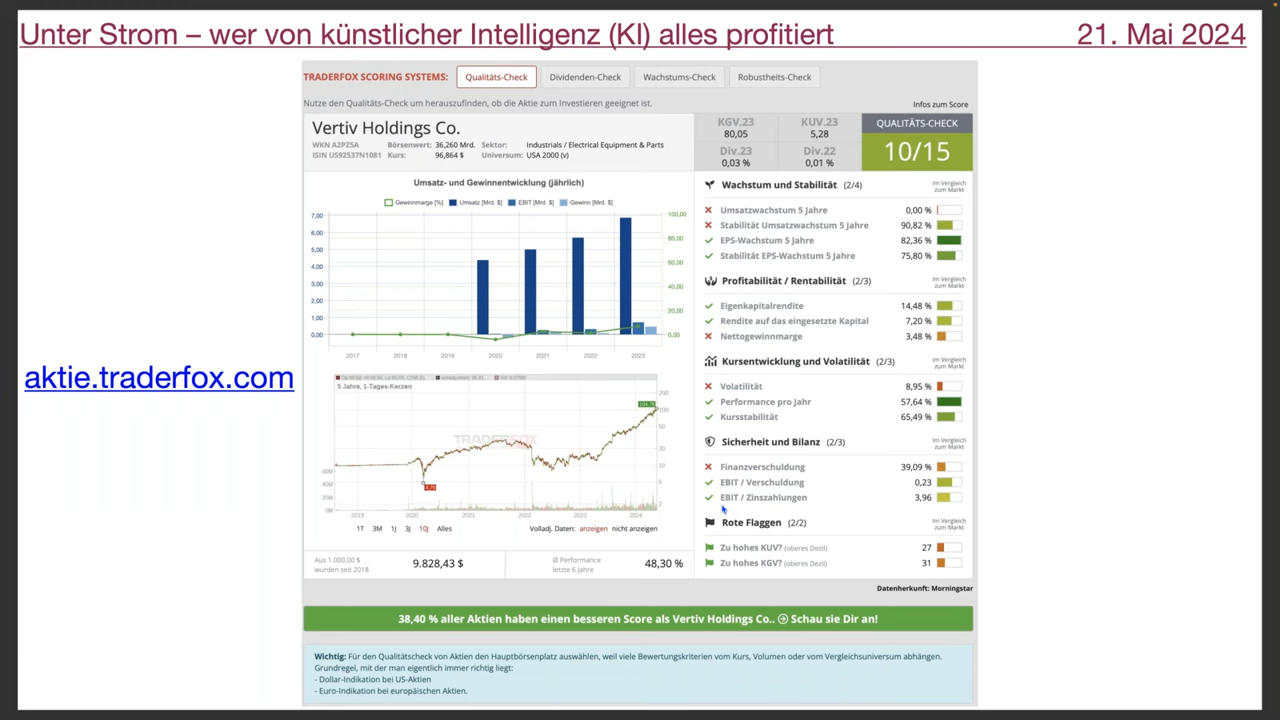 Unter Strom – wer von künstlicher Intelligenz (KI) alles profitiert 21. Mai 2024
TRADERFOX SCORING SYSTEMS: Qualitäts-Check Dividenden-Check Wachstums-Check Robustheits-Check
Nutze den Qualitäts-Check um herauszufinden, ob die Aktie zum Investieren geeignet ist.
Infos zum Score
Vertiv Holdings Co.
WKN A2PZSA Börsenwert: 36,260 Mrd. Sektor: Industrials / Electrical Equipment & Parts
ISIN US92537N1081 Kurs: 96,864 $ Universum: USA 2000 (v)
KGV.23 KUV.23
80,05 5,28
Div.23 Div.22
0,03 % 0,01 %
QUALITÄTS-CHECK
10/15
Umsatz- und Gewinnentwicklung (jährlich)
Gewinnmarge [%] Umsatz [Mrd. $] EBIT [Mrd. $] Gewinn [Mrd. $]
7,00 100,00
6,00 80,00
5,00
4,00 60,00
3,00 40,00
2,00
1,00 20,00
0,00 0,00
2017 2018 2019 2020 2021 2022 2023
aktie.traderfox.com
5 Jahre, 1-Tages-Kerzen
TRADERFOX
200
100
50
20
10
5
2
60M
40M
20M
0M
2019 2020 2021 2022 2023 2024
1T 3M 1J 3J 10J Alles Volladj. Daten: anzeigen nicht anzeigen
Aus 1.000,00 $
wurden seit 2018
9.828,43 $
Ø Performance
letzte 6 Jahre
48,30 %
Wachstum und Stabilität (2/4) Im Vergleich
zum Markt
Umsatzwachstum 5 Jahre 0,00 %
Stabilität Umsatzwachstum 5 Jahre 90,82 %
EPS-Wachstum 5 Jahre 82,36 %
Stabilität EPS-Wachstum 5 Jahre 75,80 %
Profitabilität / Rentabilität (2/3) Im Vergleich
zum Markt
Eigenkapitalrendite 14,48 %
Rendite auf das eingesetzte Kapital 7,20 %
Nettogewinnmarge 3,48 %
Kursentwicklung und Volatilität (2/3) Im Vergleich
zum Markt
Volatilität 8,95 %
Performance pro Jahr 57,64 %
Kursstabilität 65,49 %
Sicherheit und Bilanz (2/3) Im Vergleich
zum Markt
Finanzverschuldung 39,09 %
EBIT / Verschuldung 0,23
EBIT / Zinszahlungen 3,96
Rote Flaggen (2/2) Im Vergleich
zum Markt
Zu hohes KUV? (oberes Dezil) 27
Zu hohes KGV? (oberes Dezil) 31
Datenherkunft: Morningstar
38,40 % aller Aktien haben einen besseren Score als Vertiv Holdings Co.. Schau sie Dir an!
Wichtig: Für den Qualitätscheck von Aktien den Hauptbörsenplatz auswählen, weil viele Bewertungskriterien vom Kurs, Volumen oder vom Vergleichsuniversum abhängen.
Grundregel, mit der man eigentlich immer richtig liegt:
- Dollar-Indikation bei US-Aktien
- Euro-Indikation bei europäischen Aktien.